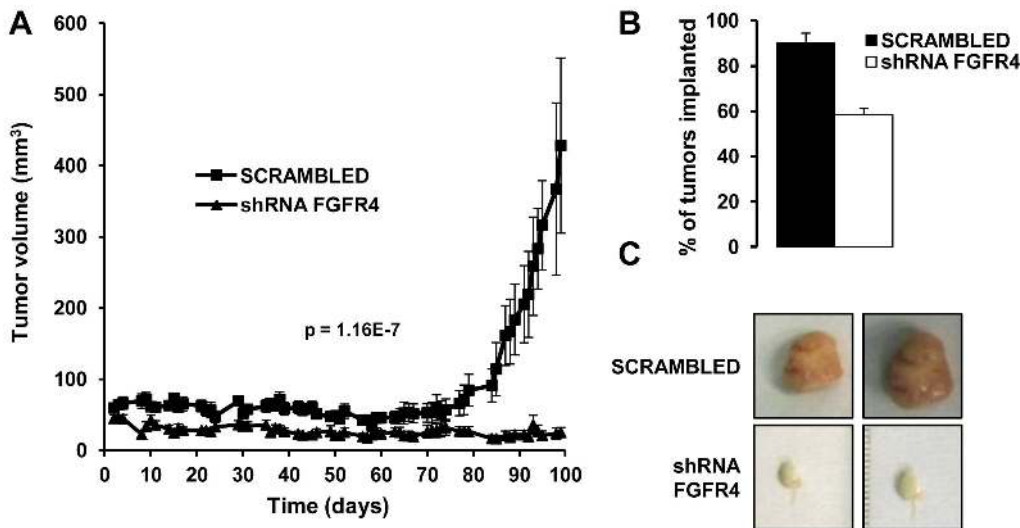 A
Tumor volume (mm³)
600
500
400
300
200
100
0
SCRAMBLED
shRNA FGFR4
p = 1.16E-7
0 10 20 30 40 50 60 70 80 90 100
Time (days)
B
% of tumors implanted
100
80
60
40
20
0
SCRAMBLED
shRNA FGFR4
C
SCRAMBLED
shRNA
FGFR4